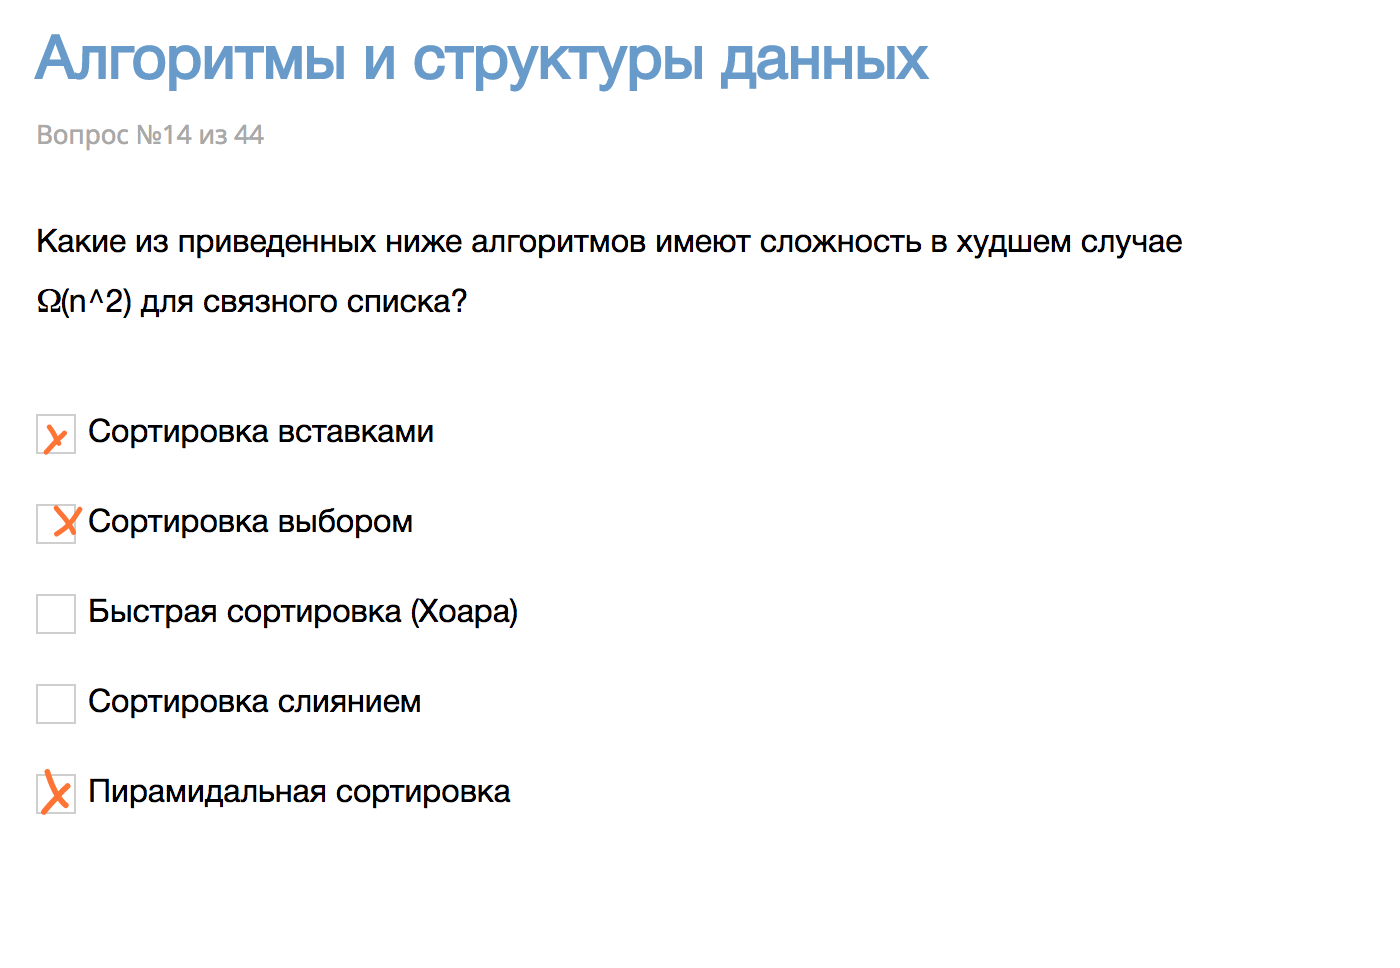 Алгоритмы и структуры данных
Вопрос №14 из 44
Какие из приведенных ниже алгоритмов имеют сложность в худшем случае
Ω(n^2) для связного списка?
Сортировка вставками
Сортировка выбором
Быстрая сортировка (Хоара)
Сортировка слиянием
Пирамидальная сортировка